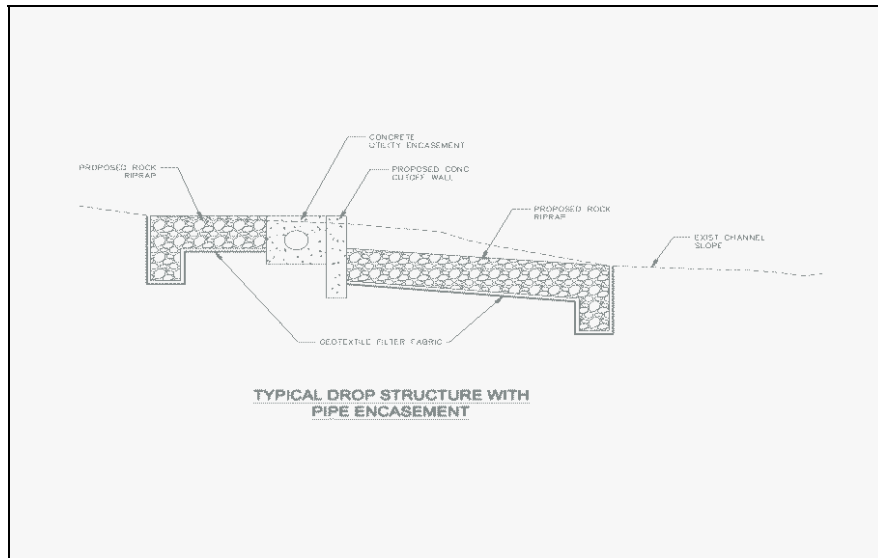 CONCRETE
UTILITY ENCASEMENT
PROPOSED ROCK
RIPRAP
PROPOSED CONC
CUTOFF WALL
PROPOSED ROCK
RIPRAP
EXIST CHANNEL
SLOPE
GEOTEXTILE FILTER FABRIC
TYPICAL DROP STRUCTURE WITH
PIPE ENCASEMENT